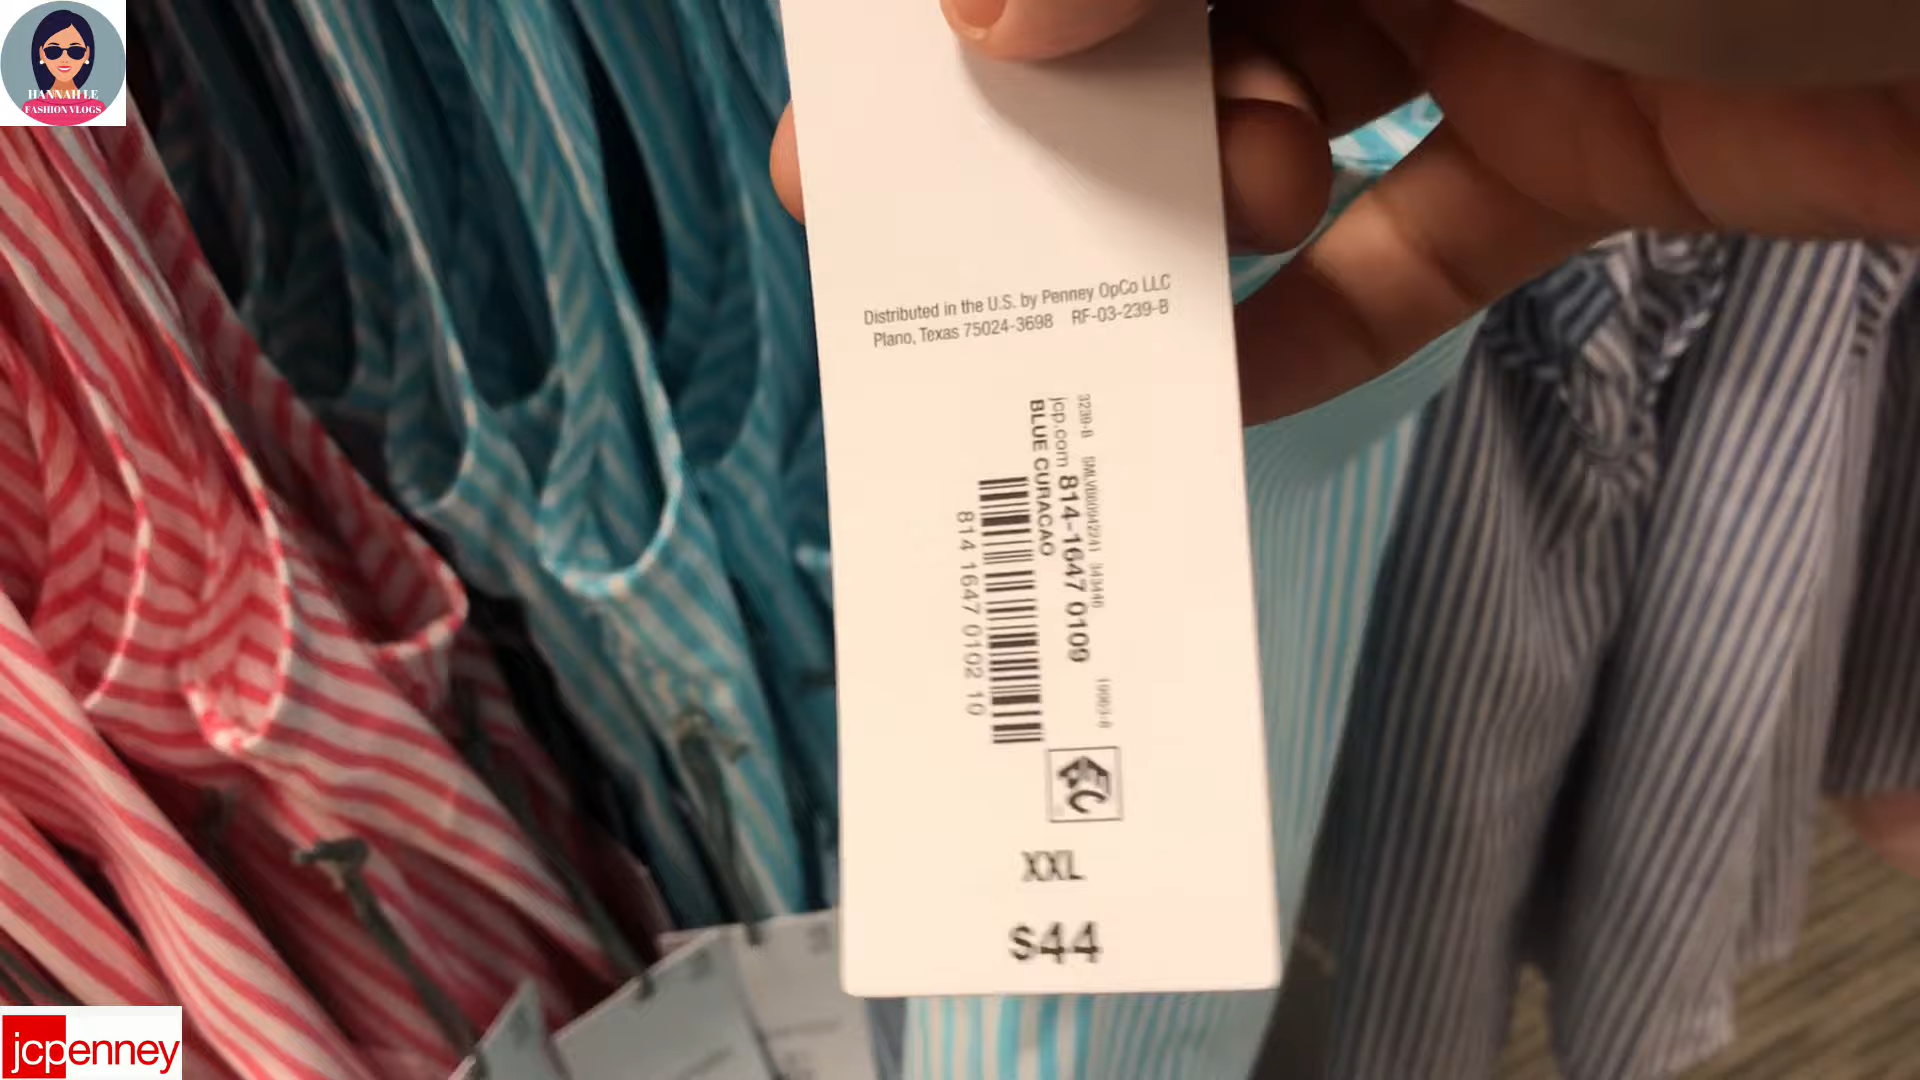 HANNAH LE
FASHION VLOGS
Distributed in the U.S. by Penney OpCo LLC
Plano, Texas 75024-3698 RF-03-239-B
3239-B
jcp.com 814-1647 0109
BLUE CURACAO
814 1647 0102 10
XXL
$44
jcpenney